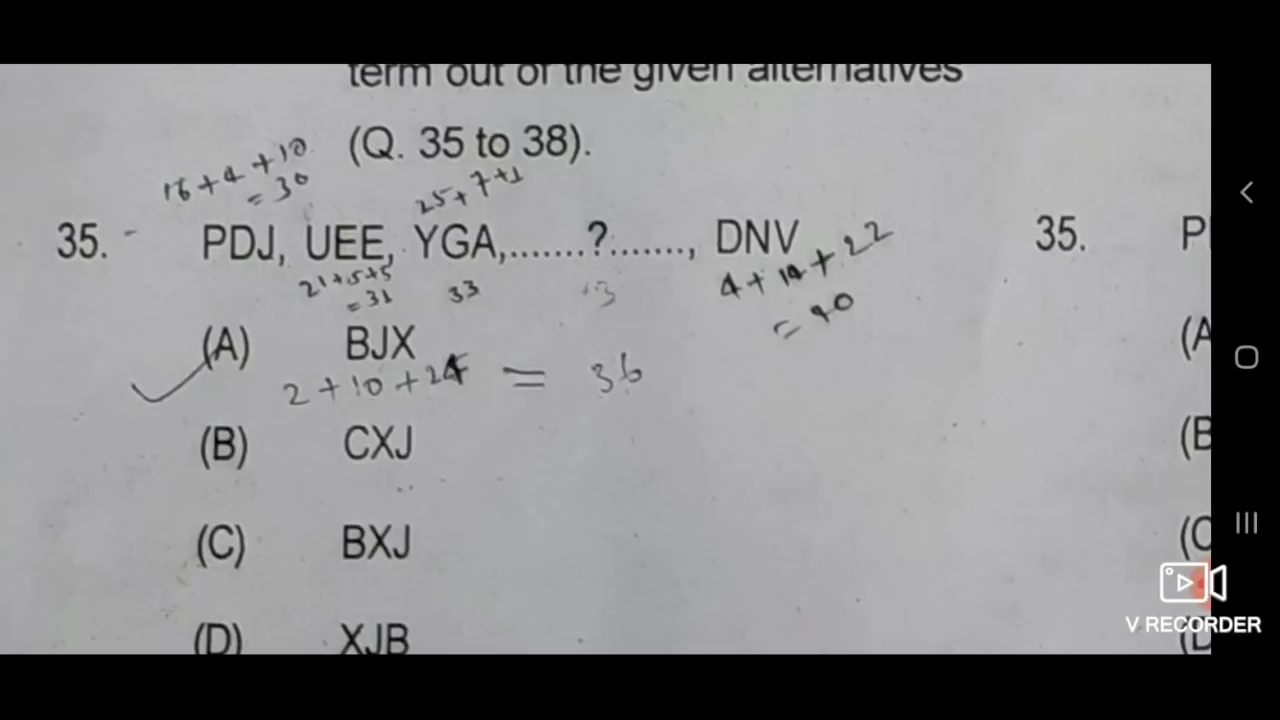 term out of the given alternatives
(Q. 35 to 38).
16+4+10
= 30
25+7+1
35. PDJ, UEE, YGA,.......?......., DNV
21+5+5
= 31
33
4+14+22
= 40
(A) BJX
2+10+24 = 36
(B) CXJ
(C) BXJ
(D) XJB
35. P
(A
(B
(C
(D
V RECORDER